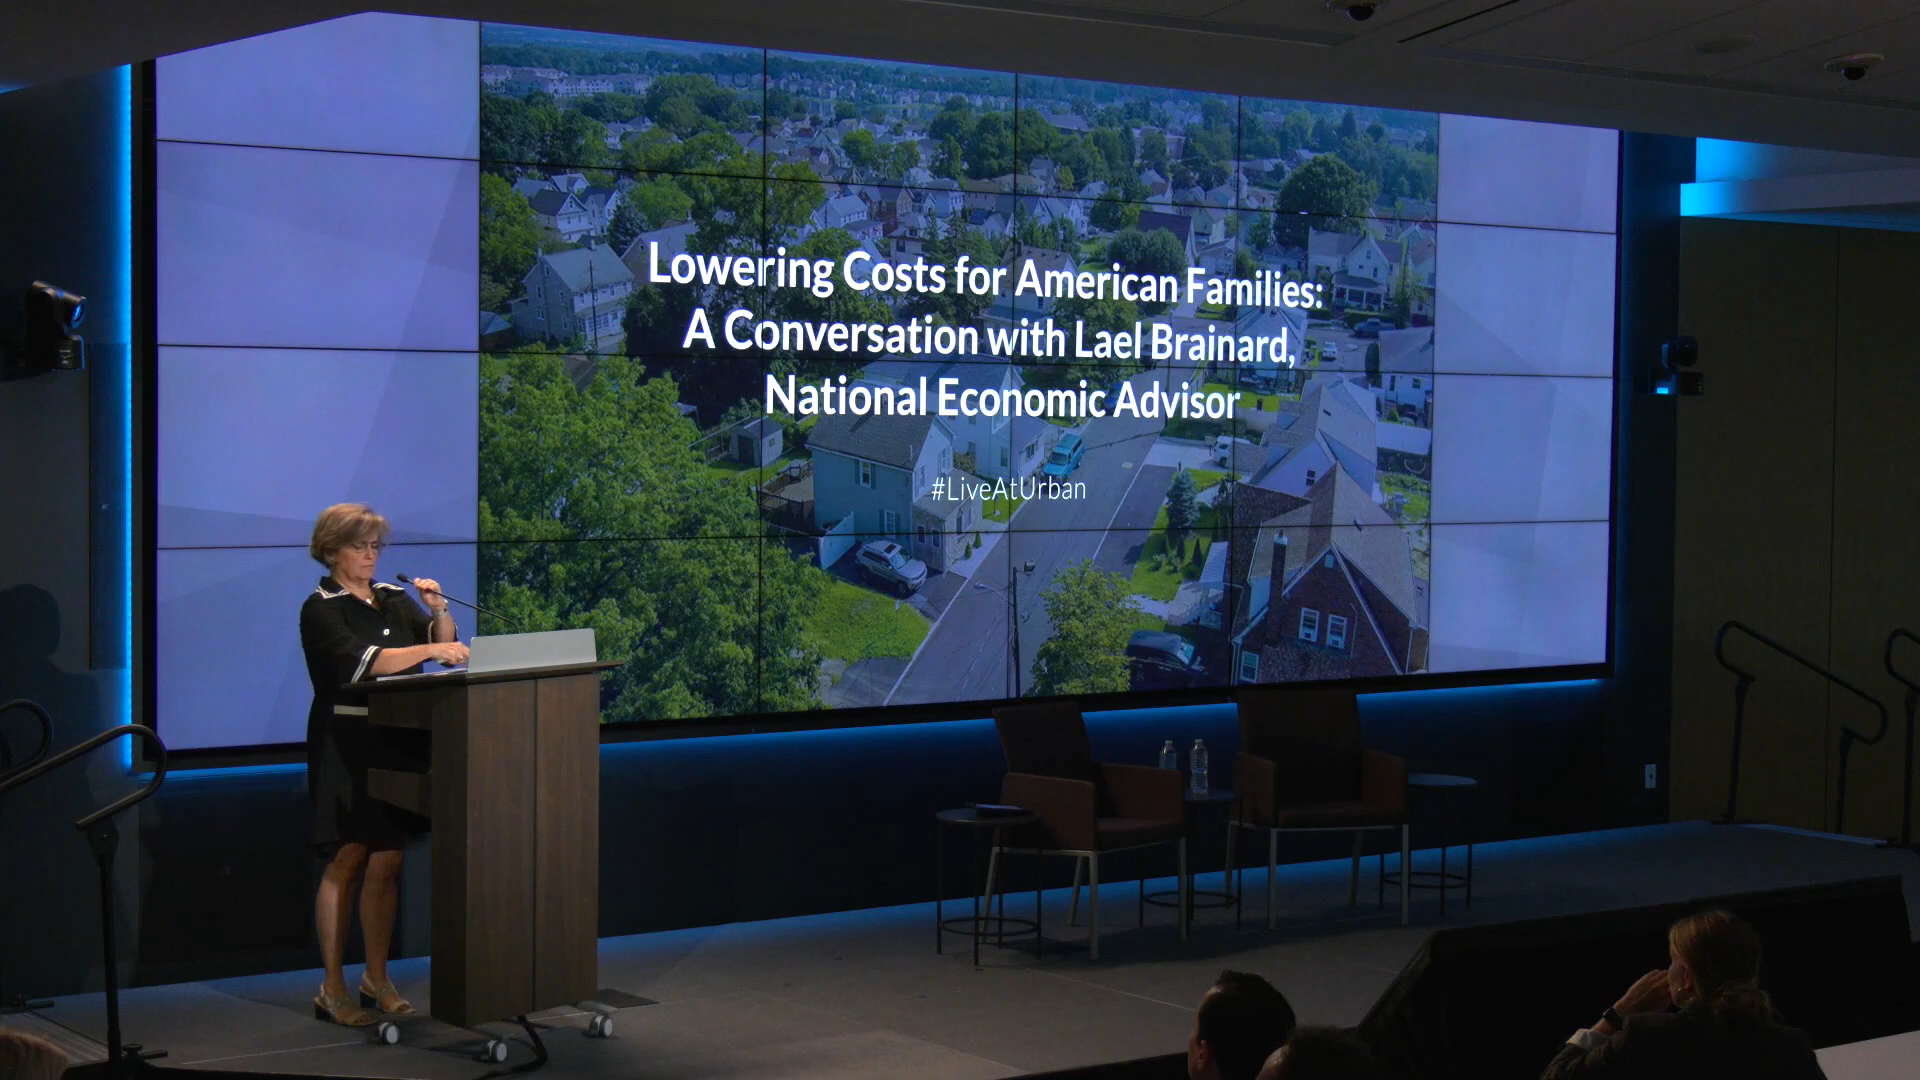 Lowering Costs for American Families:
A Conversation with Lael Brainard,
National Economic Advisor
#LiveAtUrban